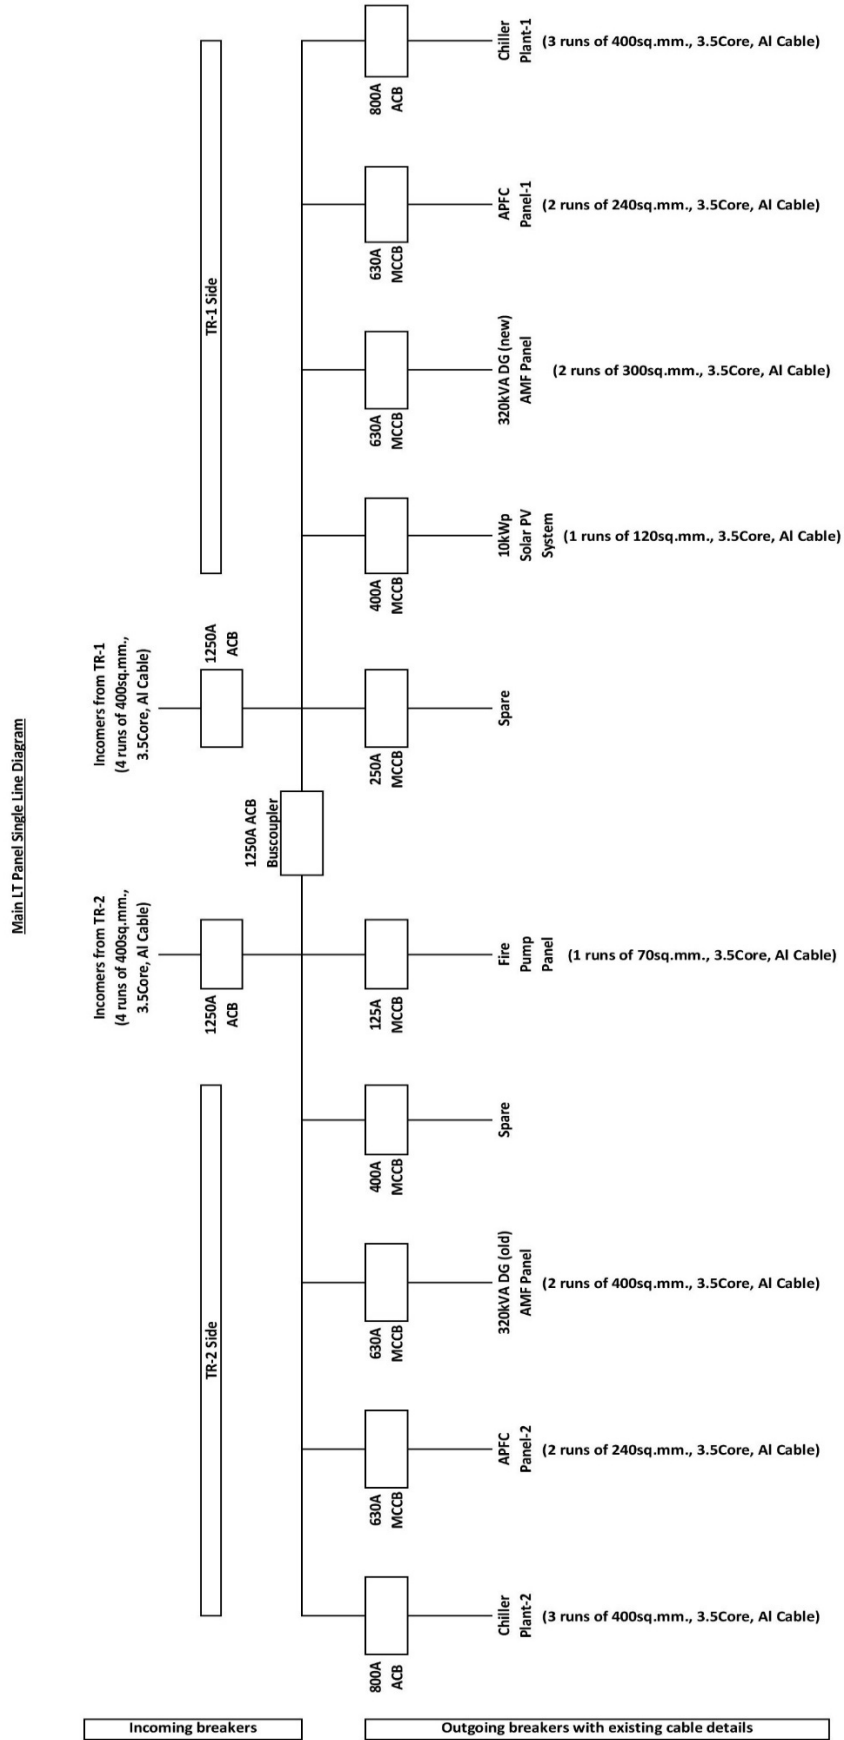 Main LT Panel Single Line Diagram
Incomers from TR-2
(4 runs of 400sq.mm.,
3.5Core, Al Cable)
Incomers from TR-1
(4 runs of 400sq.mm.,
3.5Core, Al Cable)
1250A
ACB
1250A
ACB
TR-2 Side
TR-1 Side
1250A ACB
Buscoupler
800A
ACB
630A
MCCB
630A
MCCB
400A
MCCB
125A
MCCB
250A
MCCB
400A
MCCB
630A
MCCB
630A
MCCB
800A
ACB
Chiller
Plant-2
(3 runs of 400sq.mm., 3.5Core, Al Cable)
APFC
Panel-2
(2 runs of 240sq.mm., 3.5Core, Al Cable)
320kVA DG (old)
AMF Panel
(2 runs of 400sq.mm., 3.5Core, Al Cable)
Spare
Fire
Pump
Panel
(1 runs of 70sq.mm., 3.5Core, Al Cable)
Spare
10kWp
Solar PV
System
(1 runs of 120sq.mm., 3.5Core, Al Cable)
320kVA DG (new)
AMF Panel
(2 runs of 300sq.mm., 3.5Core, Al Cable)
APFC
Panel-1
(2 runs of 240sq.mm., 3.5Core, Al Cable)
Chiller
Plant-1
(3 runs of 400sq.mm., 3.5Core, Al Cable)
Incoming breakers
Outgoing breakers with existing cable details